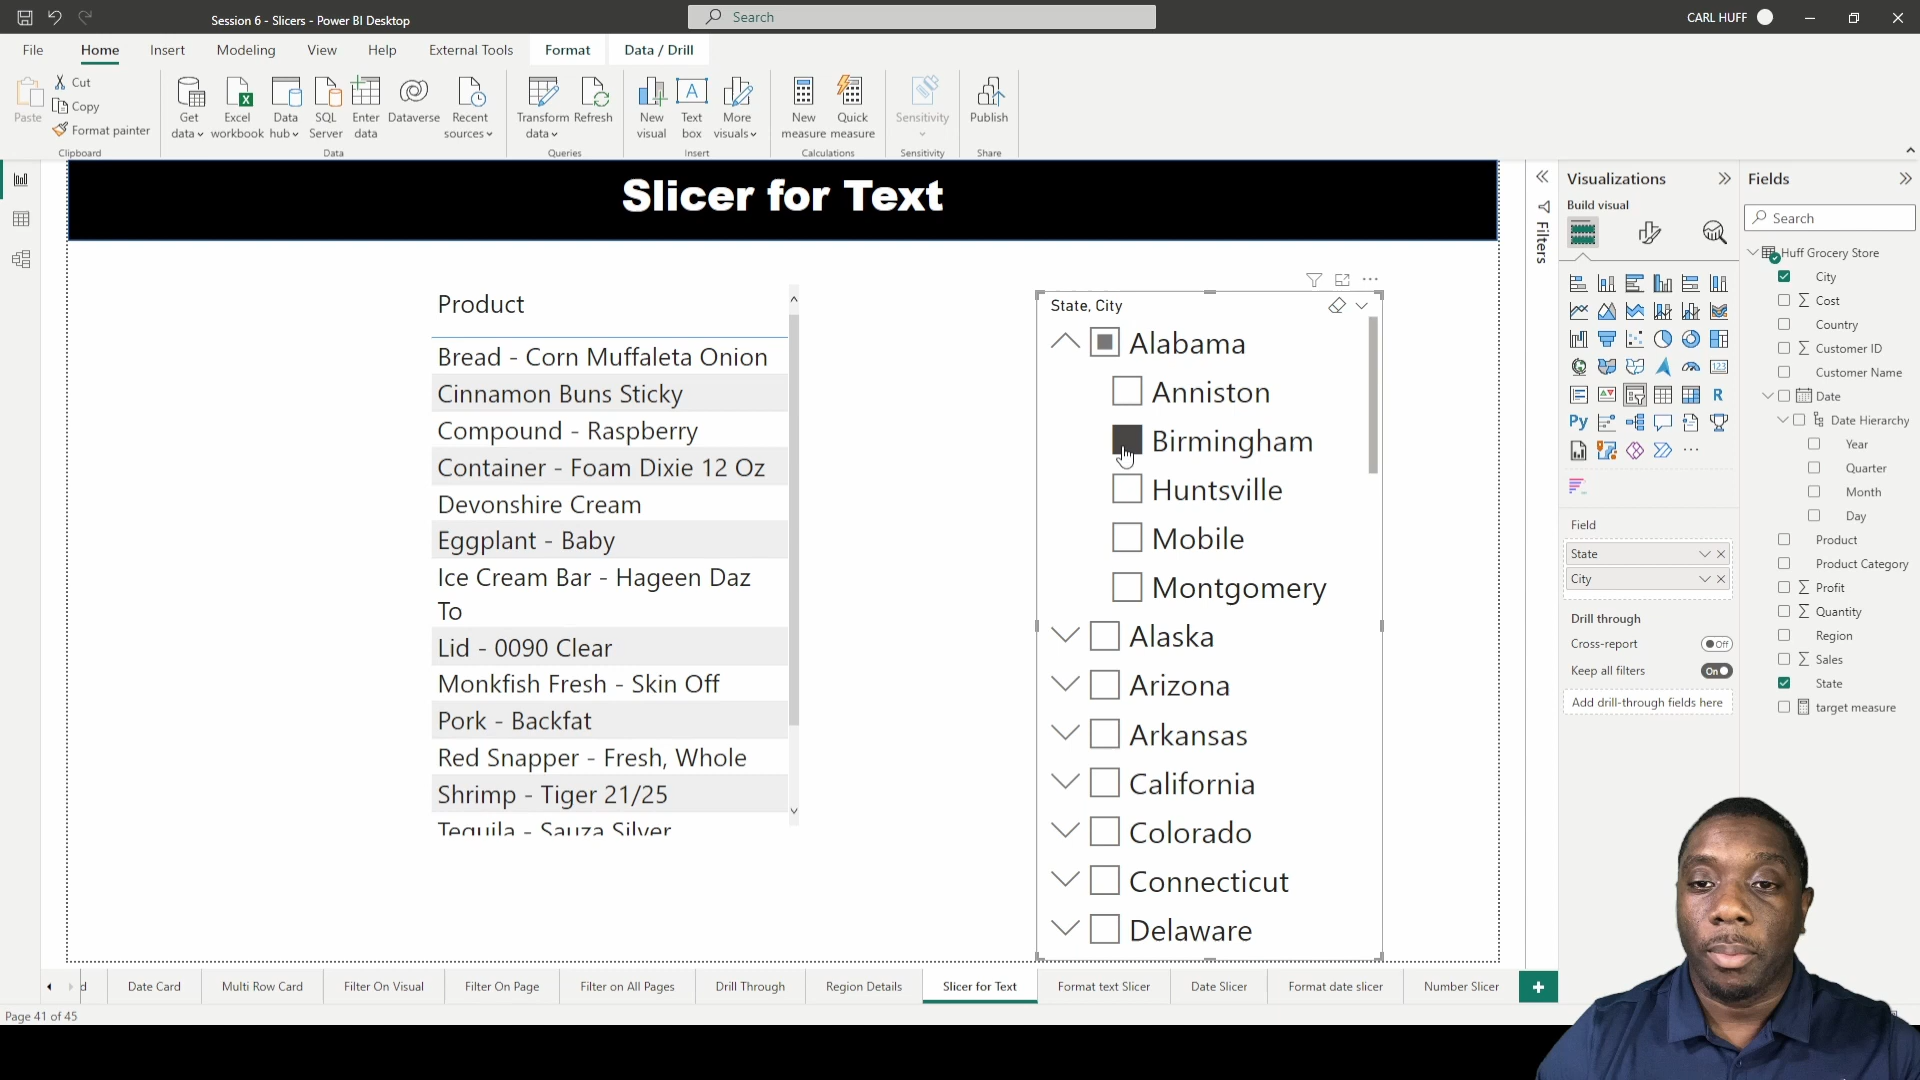 Session 6 - Slicers - Power BI Desktop
Search
CARL HUFF
File
Home
Insert
Modeling
View
Help
External Tools
Format
Data / Drill
Paste
Cut
Copy
Format painter
Clipboard
Get data
Excel workbook
Data hub
SQL Server
Enter data
Dataverse
Recent sources
Data
Transform data
Refresh
Queries
New visual
Text box
More visuals
Insert
New measure
Quick measure
Calculations
Sensitivity
Sensitivity
Publish
Share
Slicer for Text
Product
Bread - Corn Muffaleta Onion
Cinnamon Buns Sticky
Compound - Raspberry
Container - Foam Dixie 12 Oz
Devonshire Cream
Eggplant - Baby
Ice Cream Bar - Hageen Daz
To
Lid - 0090 Clear
Monkfish Fresh - Skin Off
Pork - Backfat
Red Snapper - Fresh, Whole
Shrimp - Tiger 21/25
Tequila - Sauza Silver
State, City
Alabama
Anniston
Birmingham
Huntsville
Mobile
Montgomery
Alaska
Arizona
Arkansas
California
Colorado
Connecticut
Delaware
Filters
Visualizations
Build visual
123
R
Py
Field
State
City
Drill through
Cross-report
Off
Keep all filters
On
Add drill-through fields here
Fields
Search
Huff Grocery Store
City
Cost
Country
Customer ID
Customer Name
Date
Date Hierarchy
Year
Quarter
Month
Day
Product
Product Category
Profit
Quantity
Region
Sales
State
target measure
d
Date Card
Multi Row Card
Filter On Visual
Filter On Page
Filter on All Pages
Drill Through
Region Details
Slicer for Text
Format text Slicer
Date Slicer
Format date slicer
Number Slicer
Page 41 of 45